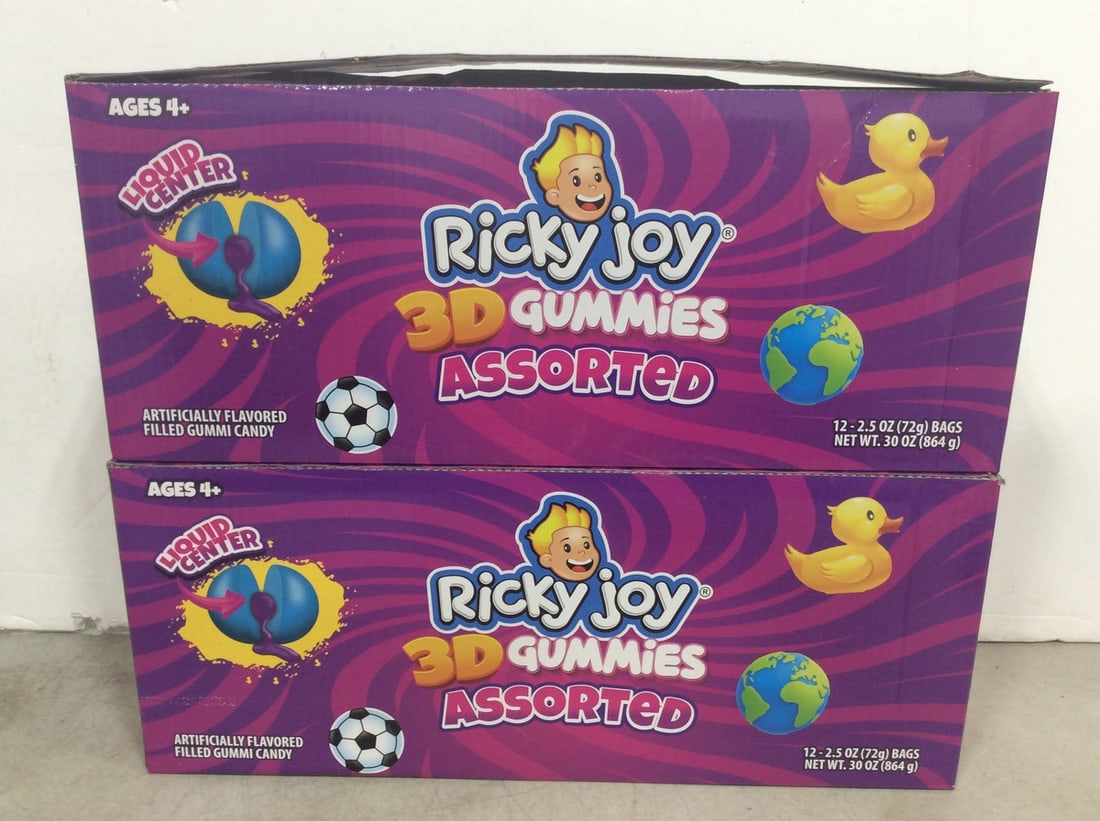 AGES 4+
LIQUID
CENTER
Ricky Joy®
3D GUMMiES
ASSORTeD
ARTIFICIALLY FLAVORED
FILLED GUMMI CANDY
12 - 2.5 OZ (72g) BAGS
NET WT. 30 OZ (864 g)
AGES 4+
LIQUID
CENTER
Ricky Joy®
3D GUMMiES
ASSORTeD
ARTIFICIALLY FLAVORED
FILLED GUMMI CANDY
12 - 2.5 OZ (72g) BAGS
NET WT. 30 OZ (864 g)